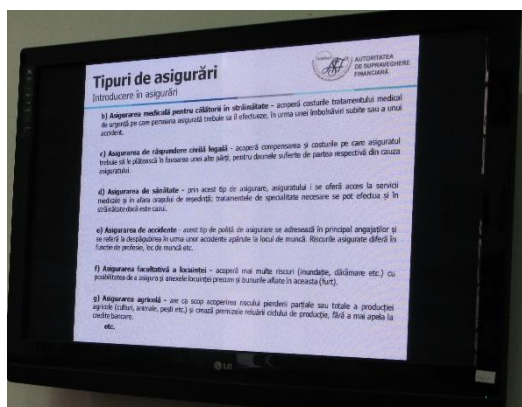 Tipuri de asigurări
Introducere în asigurări
AUTORITATEA
DE SUPRAVEGHERE
FINANCIARĂ
b) Asigurarea medicală pentru călătorii în străinătate - acoperă costurile tratamentului medical
de urgență pe care persoana asigurată trebuie sa îl efectueze, în urma unei îmbolnăviri subite sau a unui
accident.
c) Asigurarea de răspundere civilă legală - acoperă compensarea și costurile pe care asiguratul
trebuie să le plătească în favoarea unei alte părți, pentru daunele suferite de partea respectivă din cauza
asiguratului.
d) Asigurarea de sănătate - prin acest tip de asigurare, asiguratului i se oferă acces la servicii
medicale și in afara orașului de reședință; tratamentele de specialitate necesare se pot efectua și în
străinătate dacă este cazul.
e) Asigurarea de accidente - acest tip de poliță de asigurare se adresează în principal angajaților și
se referă la despăgubirea în urma unor accidente apărute la locul de muncă. Riscurile asigurate diferă în
funcție de profesie, loc de muncă etc.
f) Asigurarea facultativă a locuinței - acoperă mai multe riscuri (inundație, dărâmare etc.) cu
posibilitatea de a asigura și anexele locuinței precum și bunurile aflate în aceasta (furt).
g) Asigurarea agricolă - are ca scop acoperirea riscului pierderii parțiale sau totale a producției
agricole (culturi, animale, pești etc.) și crează premizele reluării ciclului de producție, fără a mai apela la
credite bancare.
etc.
LG